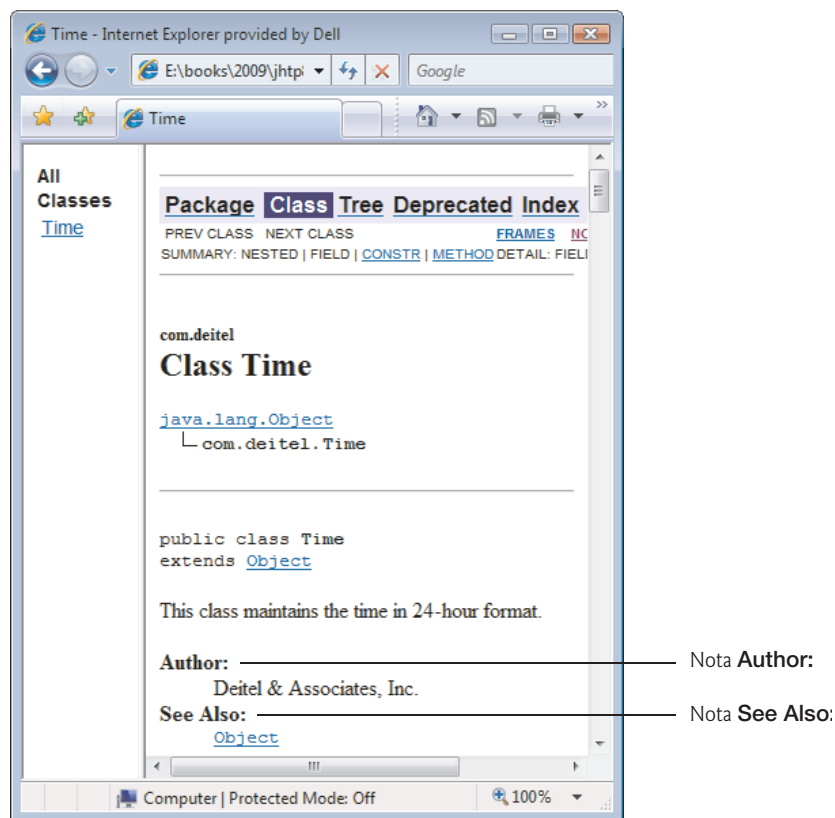 Time - Internet Explorer provided by Dell
E:\books\2009\jhtp
Google
Time
All
Classes
Time
Package Class Tree Deprecated Index
PREV CLASS NEXT CLASS FRAMES
SUMMARY: NESTED | FIELD | CONSTR | METHOD DETAIL:
com.deitel
Class Time
java.lang.Object
com.deitel.Time
public class Time
extends Object
This class maintains the time in 24-hour format.
Author:
Nota Author:
Deitel & Associates, Inc.
See Also:
Nota See Also:
Object
Computer | Protected Mode: Off
100%